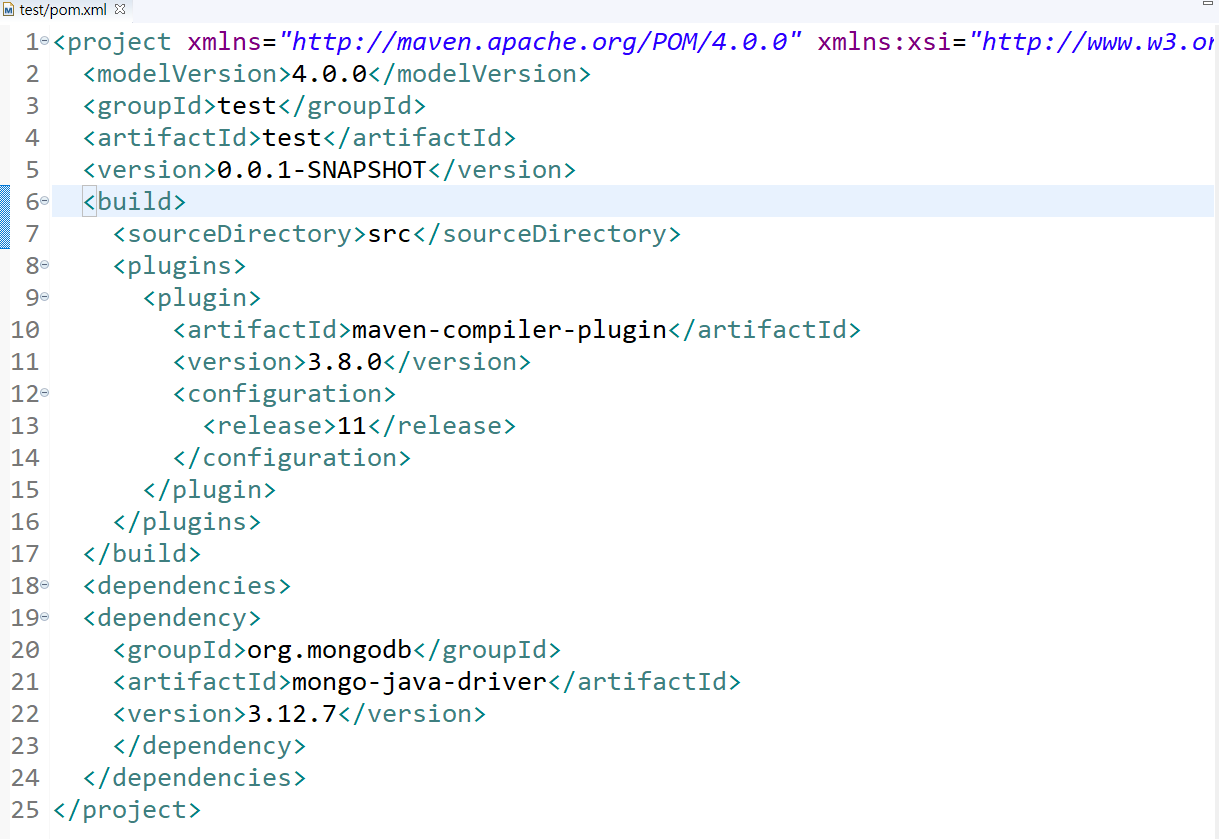 test/pom.xml
1 <project xmlns="http://maven.apache.org/POM/4.0.0" xmlns:xsi="http://www.w3.or
2 <modelVersion>4.0.0</modelVersion>
3 <groupId>test</groupId>
4 <artifactId>test</artifactId>
5 <version>0.0.1-SNAPSHOT</version>
6 <build>
7 <sourceDirectory>src</sourceDirectory>
8 <plugins>
9 <plugin>
10 <artifactId>maven-compiler-plugin</artifactId>
11 <version>3.8.0</version>
12 <configuration>
13 <release>11</release>
14 </configuration>
15 </plugin>
16 </plugins>
17 </build>
18 <dependencies>
19 <dependency>
20 <groupId>org.mongodb</groupId>
21 <artifactId>mongo-java-driver</artifactId>
22 <version>3.12.7</version>
23 </dependency>
24 </dependencies>
25 </project>